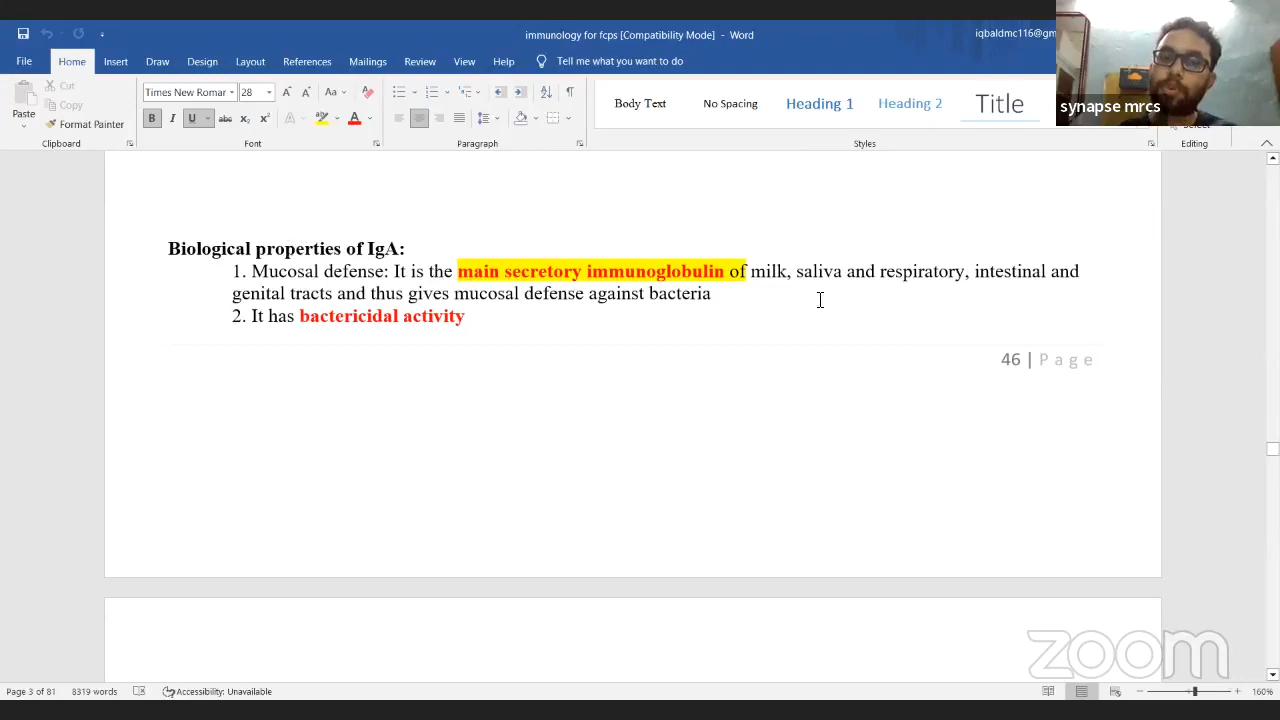 immunology for fcps [Compatibility Mode] - Word
iqbaldmc116@gm
File Home Insert Draw Design Layout References Mailings Review View Help Tell me what you want to do
Paste
Cut
Copy
Format Painter
Clipboard
Times New Romar 28
Font
Paragraph
Body Text No Spacing Heading 1 Heading 2 Title
Styles
Editing
synapse mrcs
Biological properties of IgA:
1. Mucosal defense: It is the main secretory immunoglobulin of milk, saliva and respiratory, intestinal and
genital tracts and thus gives mucosal defense against bacteria
2. It has bactericidal activity
46 | Page
zoom
Page 3 of 81 8319 words Accessibility: Unavailable 160%